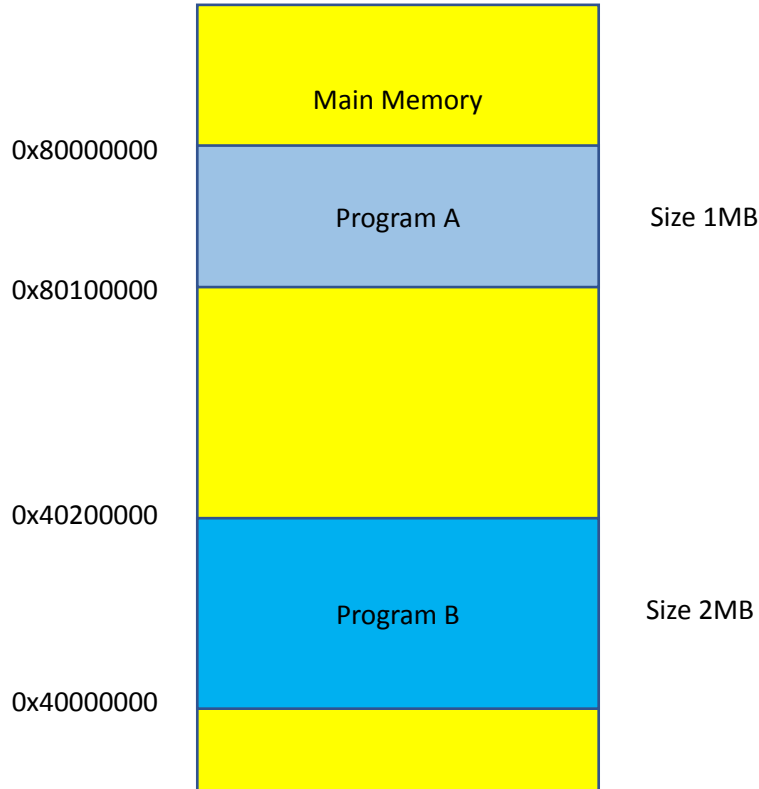 Main Memory
0x80000000
Program A
Size 1MB
0x80100000
0x40200000
Program B
Size 2MB
0x40000000